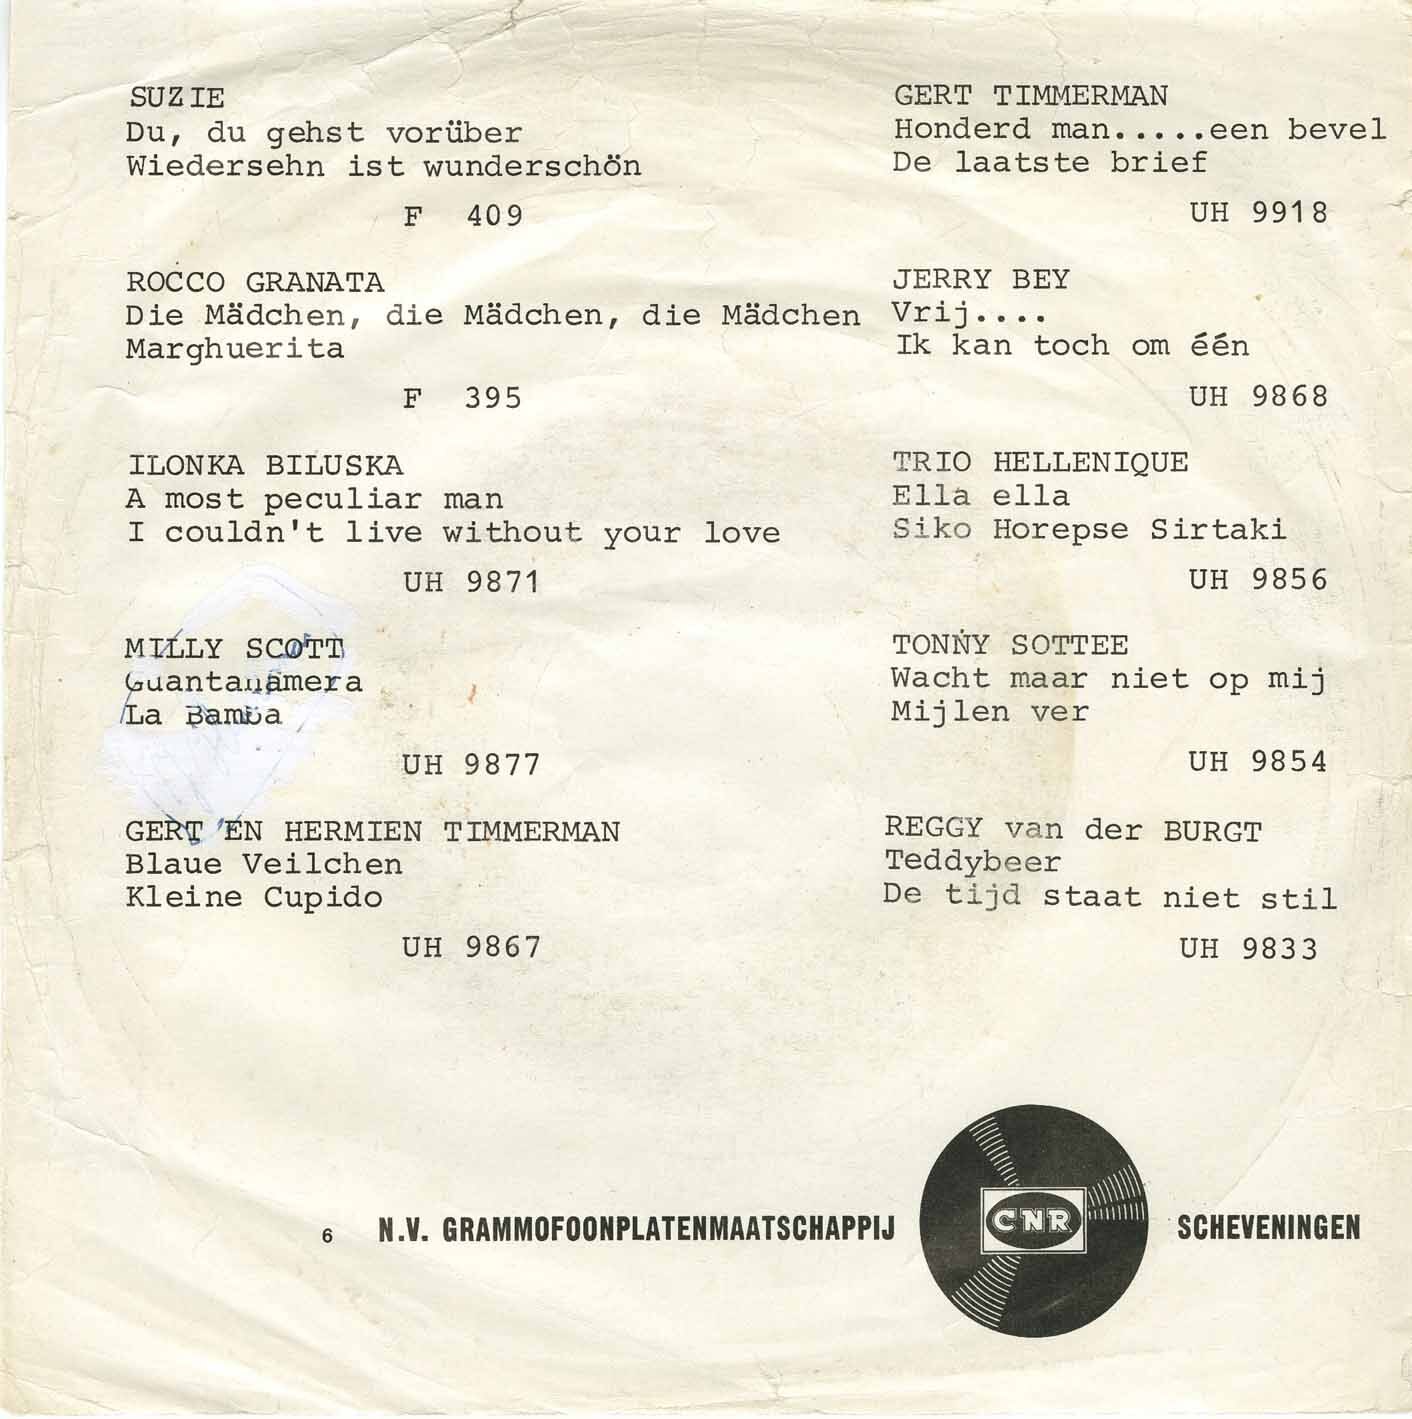 SUZIE
Du, du gehst vorüber
Wiedersehn ist wunderschön
F 409
ROCCO GRANATA
Die Mädchen, die Mädchen, die Mädchen
Marghuerita
F 395
ILONKA BILUSKA
A most peculiar man
I couldn't live without your love
UH 9871
MILLY SCOTT
Guantanamera
La Bamba
UH 9877
GERT EN HERMIEN TIMMERMAN
Blaue Veilchen
Kleine Cupido
UH 9867
GERT TIMMERMAN
Honderd man.....een bevel
De laatste brief
UH 9918
JERRY BEY
Vrij....
Ik kan toch om één
UH 9868
TRIO HELLENIQUE
Ella ella
Siko Horepse Sirtaki
UH 9856
TONNY SOTTEE
Wacht maar niet op mij
Mijlen ver
UH 9854
REGGY van der BURGT
Teddybeer
De tijd staat niet stil
UH 9833
6 N.V. GRAMMOFOONPLATENMAATSCHAPPIJ CNR SCHEVENINGEN